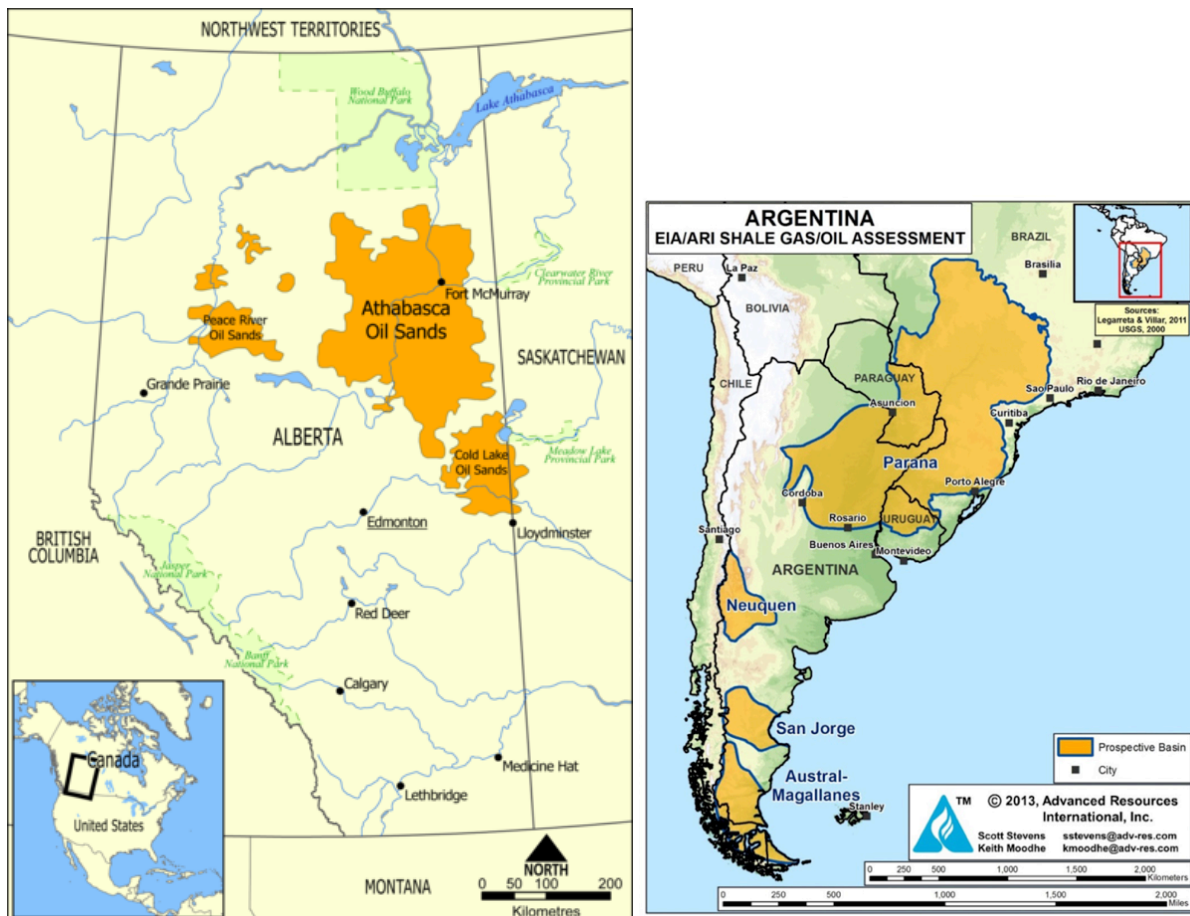 NORTHWEST TERRITORIES
Wood Buffalo
National Park
Lake Athabasca
Clearwater River
Provincial Park
Fort McMurray
Athabasca
Oil Sands
Peace River
Oil Sands
SASKATCHEWAN
Grande Prairie
ALBERTA
Cold Lake
Oil Sands
Meadow Lake
Provincial Park
Edmonton
Lloydminster
BRITISH
COLUMBIA
Jasper
National Park
Red Deer
Banff
National Park
Calgary
Medicine Hat
Lethbridge
Canada
United States
MONTANA
NORTH
0 50 100 200
Kilometres
ARGENTINA
EIA/ARI SHALE GAS/OIL ASSESSMENT
BRAZIL
Brasilia
PERU
La Paz
BOLIVIA
Sources:
Legarreta & Villar, 2011
USGS, 2000
CHILE
PARAGUAY
Asuncion
Sao Paulo
Rio de Janeiro
Curitiba
Parana
Porto Alegre
Cordoba
Rosario
URUGUAY
Santiago
Buenos Aires
Montevideo
ARGENTINA
Neuquen
San Jorge
Austral-
Magallanes
Stanley
Prospective Basin
City
TM
© 2013, Advanced Resources
International, Inc.
Scott Stevens sstevens@adv-res.com
Keith Moodhe kmoodhe@adv-res.com
0 250 500 1,000 1,500 2,000
Kilometers
0 250 500 1,000 1,500 2,000
Miles